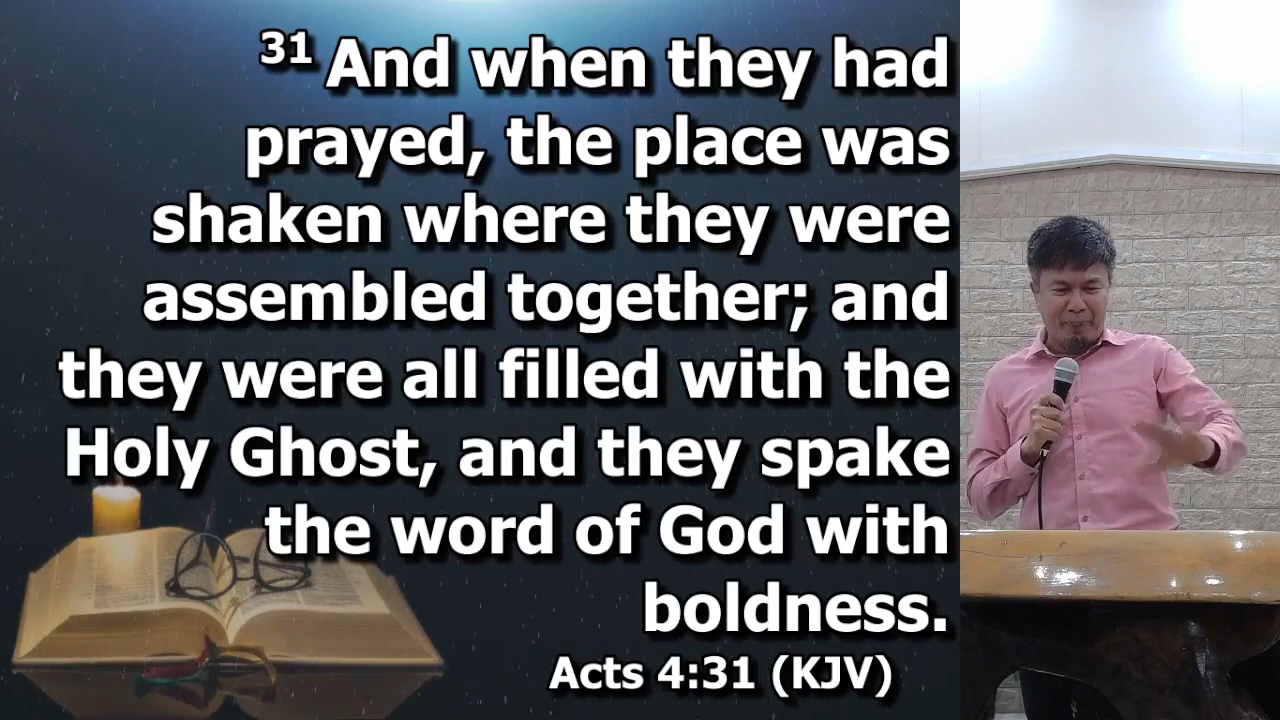 31 And when they had
prayed, the place was
shaken where they were
assembled together; and
they were all filled with the
Holy Ghost, and they spake
the word of God with
boldness.
Acts 4:31 (KJV)